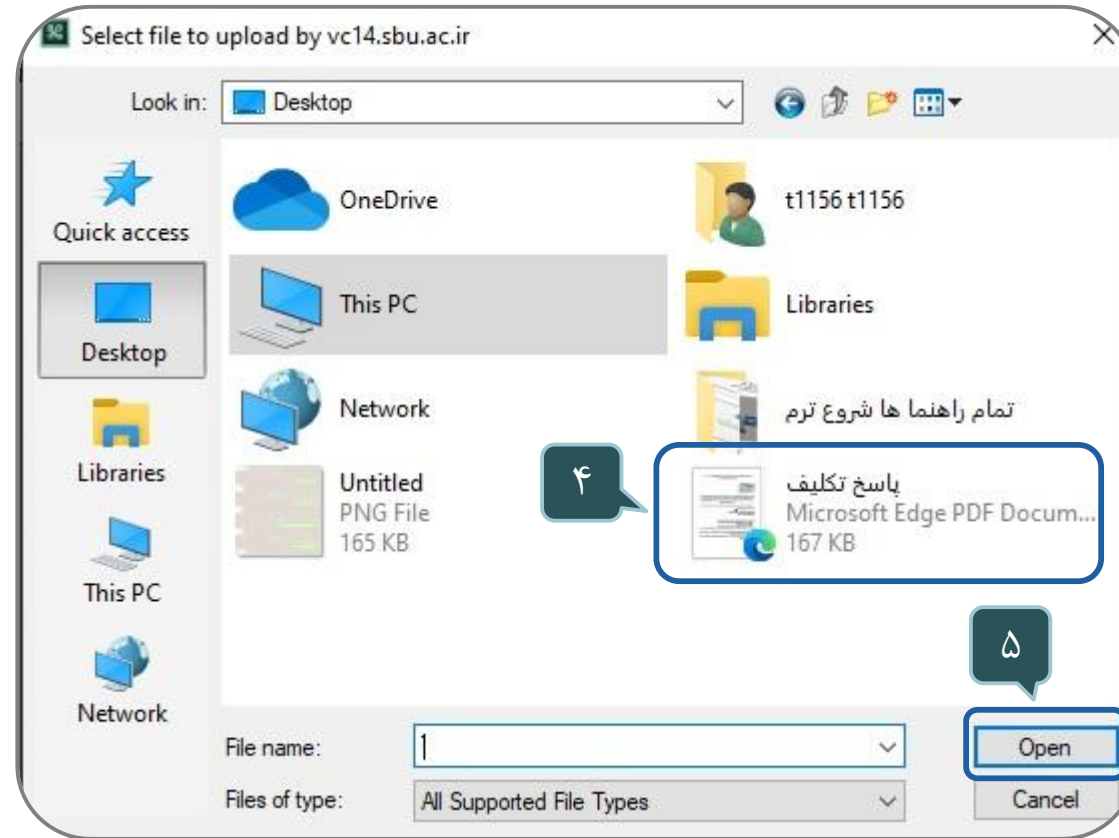 Select file to upload by vc14.sbu.ac.ir
Look in:
Desktop
Quick access
Desktop
Libraries
This PC
Network
OneDrive
t1156 t1156
This PC
Libraries
Network
تمام راهنما ها شروع ترم
Untitled
PNG File
165 KB
۴
پاسخ تکلیف
Microsoft Edge PDF Docum...
167 KB
۵
File name:
Open
Files of type:
All Supported File Types
Cancel